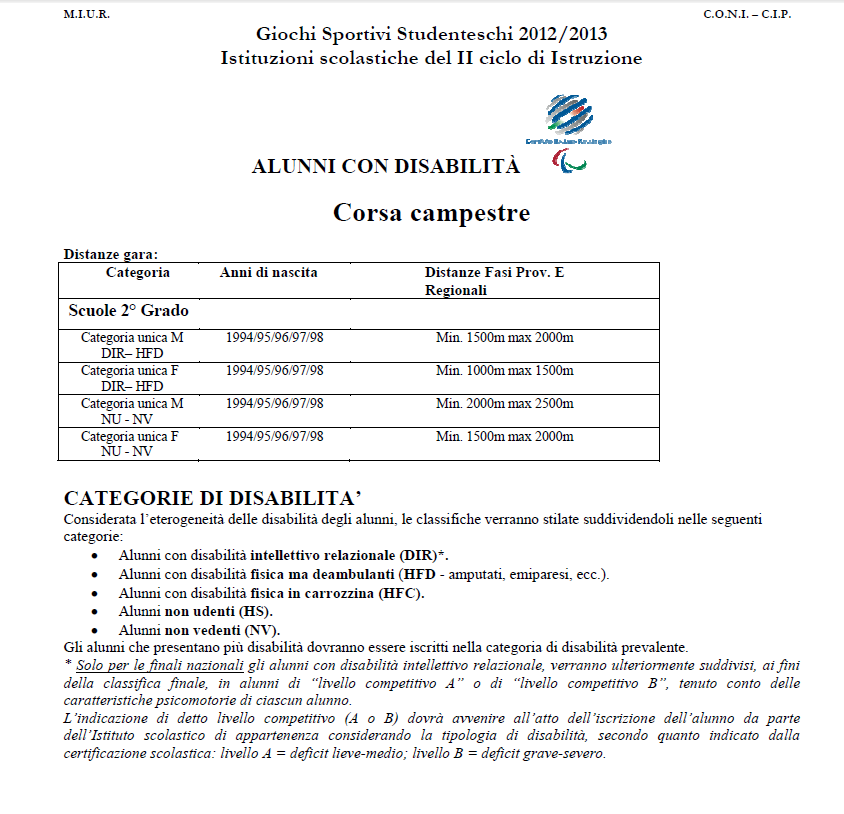 M.I.U.R. C.O.N.I. – C.I.P.
Giochi Sportivi Studenteschi 2012/2013
Istituzioni scolastiche del II ciclo di Istruzione
ALUNNI CON DISABILITÀ
Corsa campestre
Distanze gara:
Categoria Anni di nascita Distanze Fasi Prov. E
Regionali
Scuole 2° Grado
Categoria unica M 1994/95/96/97/98 Min. 1500m max 2000m
DIR– HFD
Categoria unica F 1994/95/96/97/98 Min. 1000m max 1500m
DIR– HFD
Categoria unica M 1994/95/96/97/98 Min. 2000m max 2500m
NU - NV
Categoria unica F 1994/95/96/97/98 Min. 1500m max 2000m
NU - NV
CATEGORIE DI DISABILITA’
Considerata l’eterogeneità delle disabilità degli alunni, le classifiche verranno stilate suddividendoli nelle seguenti
categorie:
• Alunni con disabilità intellettivo relazionale (DIR)*.
• Alunni con disabilità fisica ma deambulanti (HFD - amputati, emiparesi, ecc.).
• Alunni con disabilità fisica in carrozzina (HFC).
• Alunni non udenti (HS).
• Alunni non vedenti (NV).
Gli alunni che presentano più disabilità dovranno essere iscritti nella categoria di disabilità prevalente.
* Solo per le finali nazionali gli alunni con disabilità intellettivo relazionale, verranno ulteriormente suddivisi, ai fini
della classifica finale, in alunni di “livello competitivo A” o di “livello competitivo B”, tenuto conto delle
caratteristiche psicomotorie di ciascun alunno.
L’indicazione di detto livello competitivo (A o B) dovrà avvenire all’atto dell’iscrizione dell’alunno da parte
dell’Istituto scolastico di appartenenza considerando la tipologia di disabilità, secondo quanto indicato dalla
certificazione scolastica: livello A = deficit lieve-medio; livello B = deficit grave-severo.